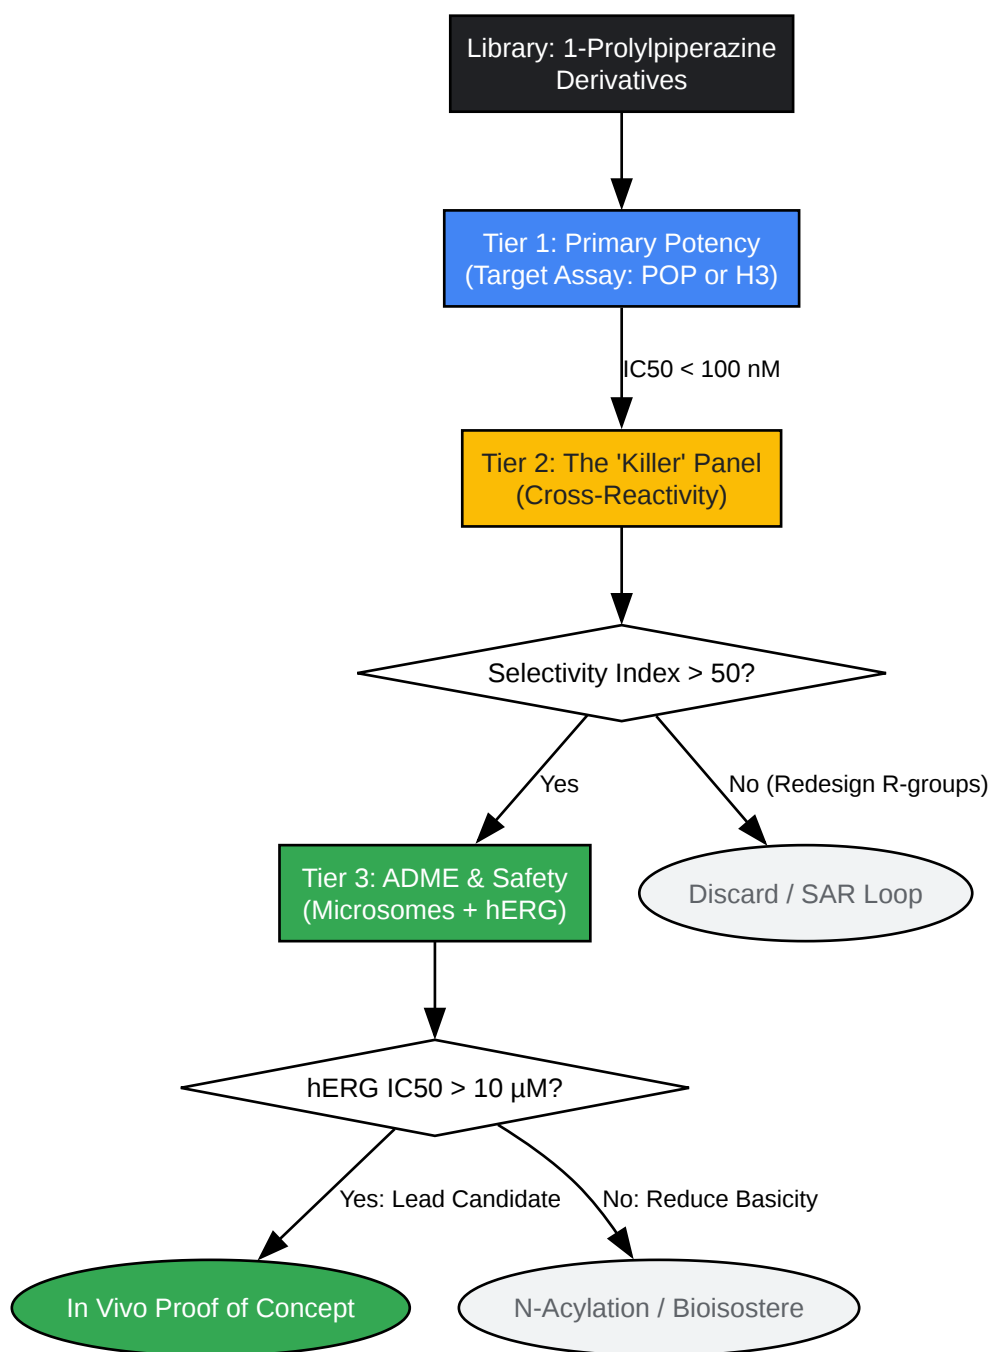 Library: 1-Prolylpiperazine
Derivatives
Tier 1: Primary Potency
(Target Assay: POP or H3)
IC50 < 100 nM
Tier 2: The 'Killer' Panel
(Cross-Reactivity)
Selectivity Index > 50?
Yes
No (Redesign R-groups)
Tier 3: ADME & Safety
(Microsomes + hERG)
Discard / SAR Loop
hERG IC50 > 10 µM?
Yes: Lead Candidate
No: Reduce Basicity
In Vivo Proof of Concept
N-Acylation / Bioisostere